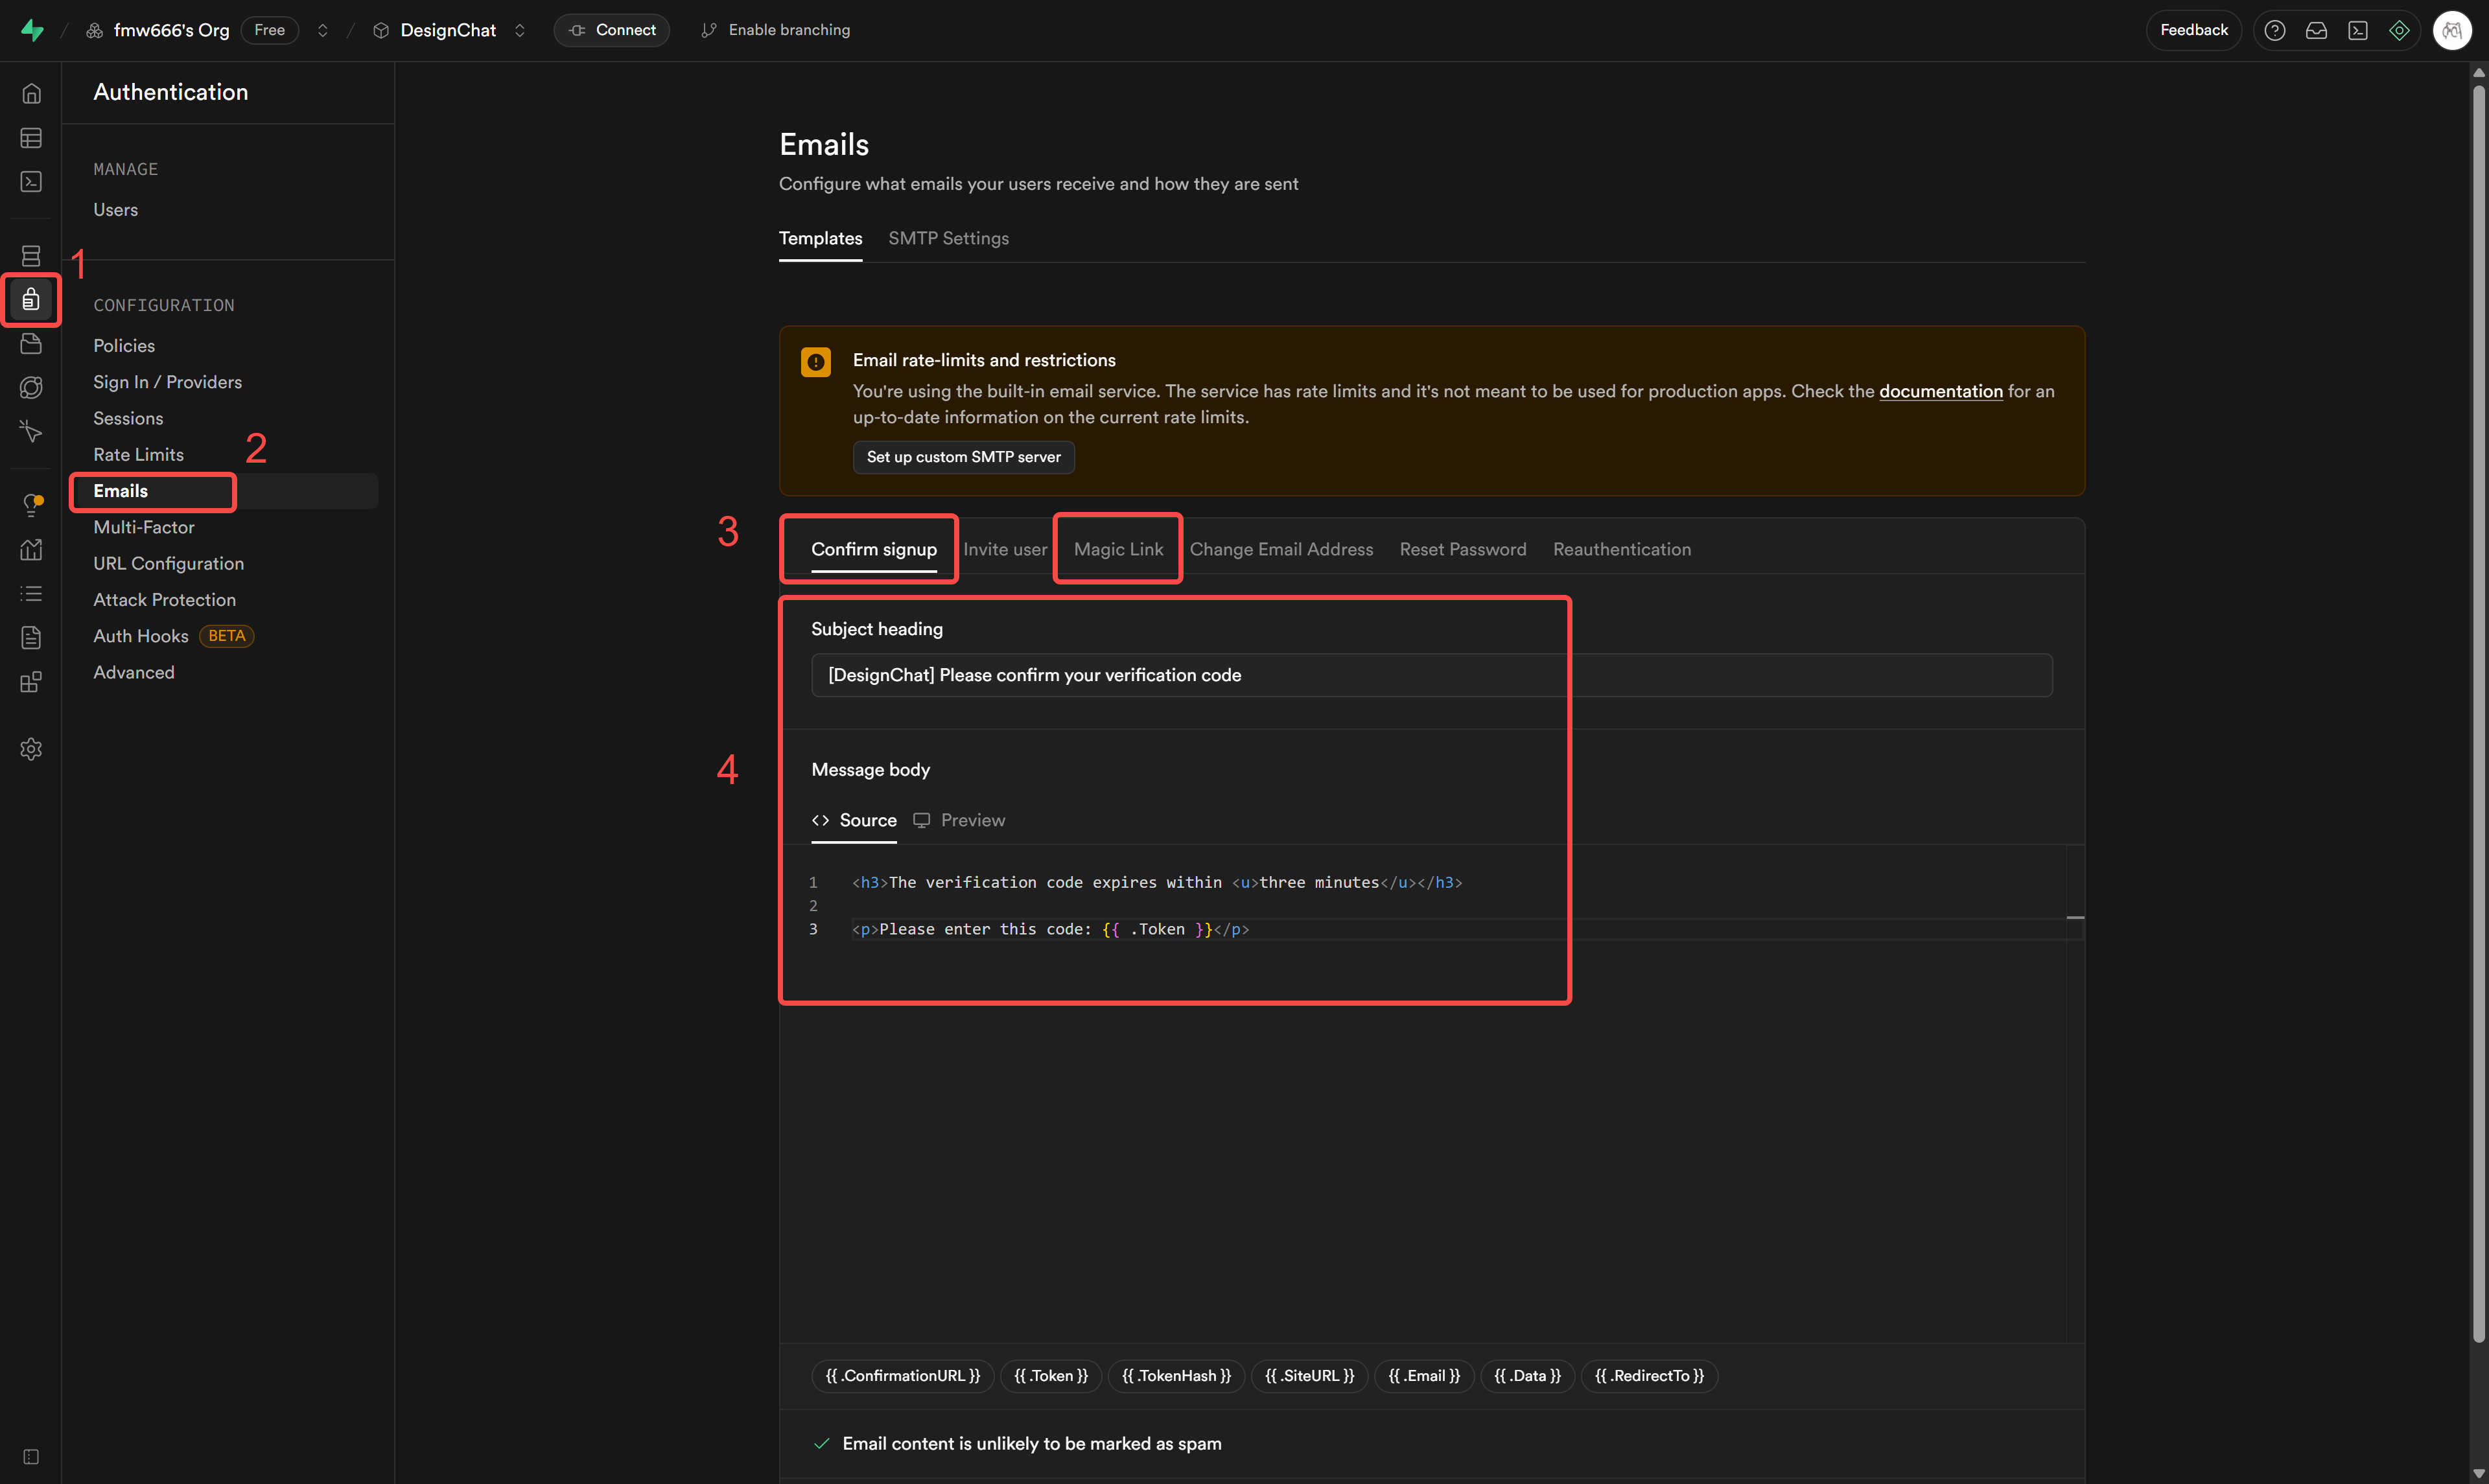 fmw666's Org
Free
DesignChat
Connect
Enable branching
Feedback
Authentication
MANAGE
Users
1
CONFIGURATION
Policies
Sign In / Providers
Sessions
Rate Limits
2
Emails
Multi-Factor
URL Configuration
Attack Protection
Auth Hooks BETA
Advanced
Emails
Configure what emails your users receive and how they are sent
Templates
SMTP Settings
Email rate-limits and restrictions
You're using the built-in email service. The service has rate limits and it's not meant to be used for production apps. Check the documentation for an
up-to-date information on the current rate limits.
Set up custom SMTP server
3
Confirm signup
Invite user
Magic Link
Change Email Address
Reset Password
Reauthentication
Subject heading
[DesignChat] Please confirm your verification code
4
Message body
<> Source
Preview
1 <h3>The verification code expires within <u>three minutes</u></h3>
2
3 <p>Please enter this code: {{ .Token }}</p>
{{ .ConfirmationURL }}
{{ .Token }}
{{ .TokenHash }}
{{ .SiteURL }}
{{ .Email }}
{{ .Data }}
{{ .RedirectTo }}
Email content is unlikely to be marked as spam